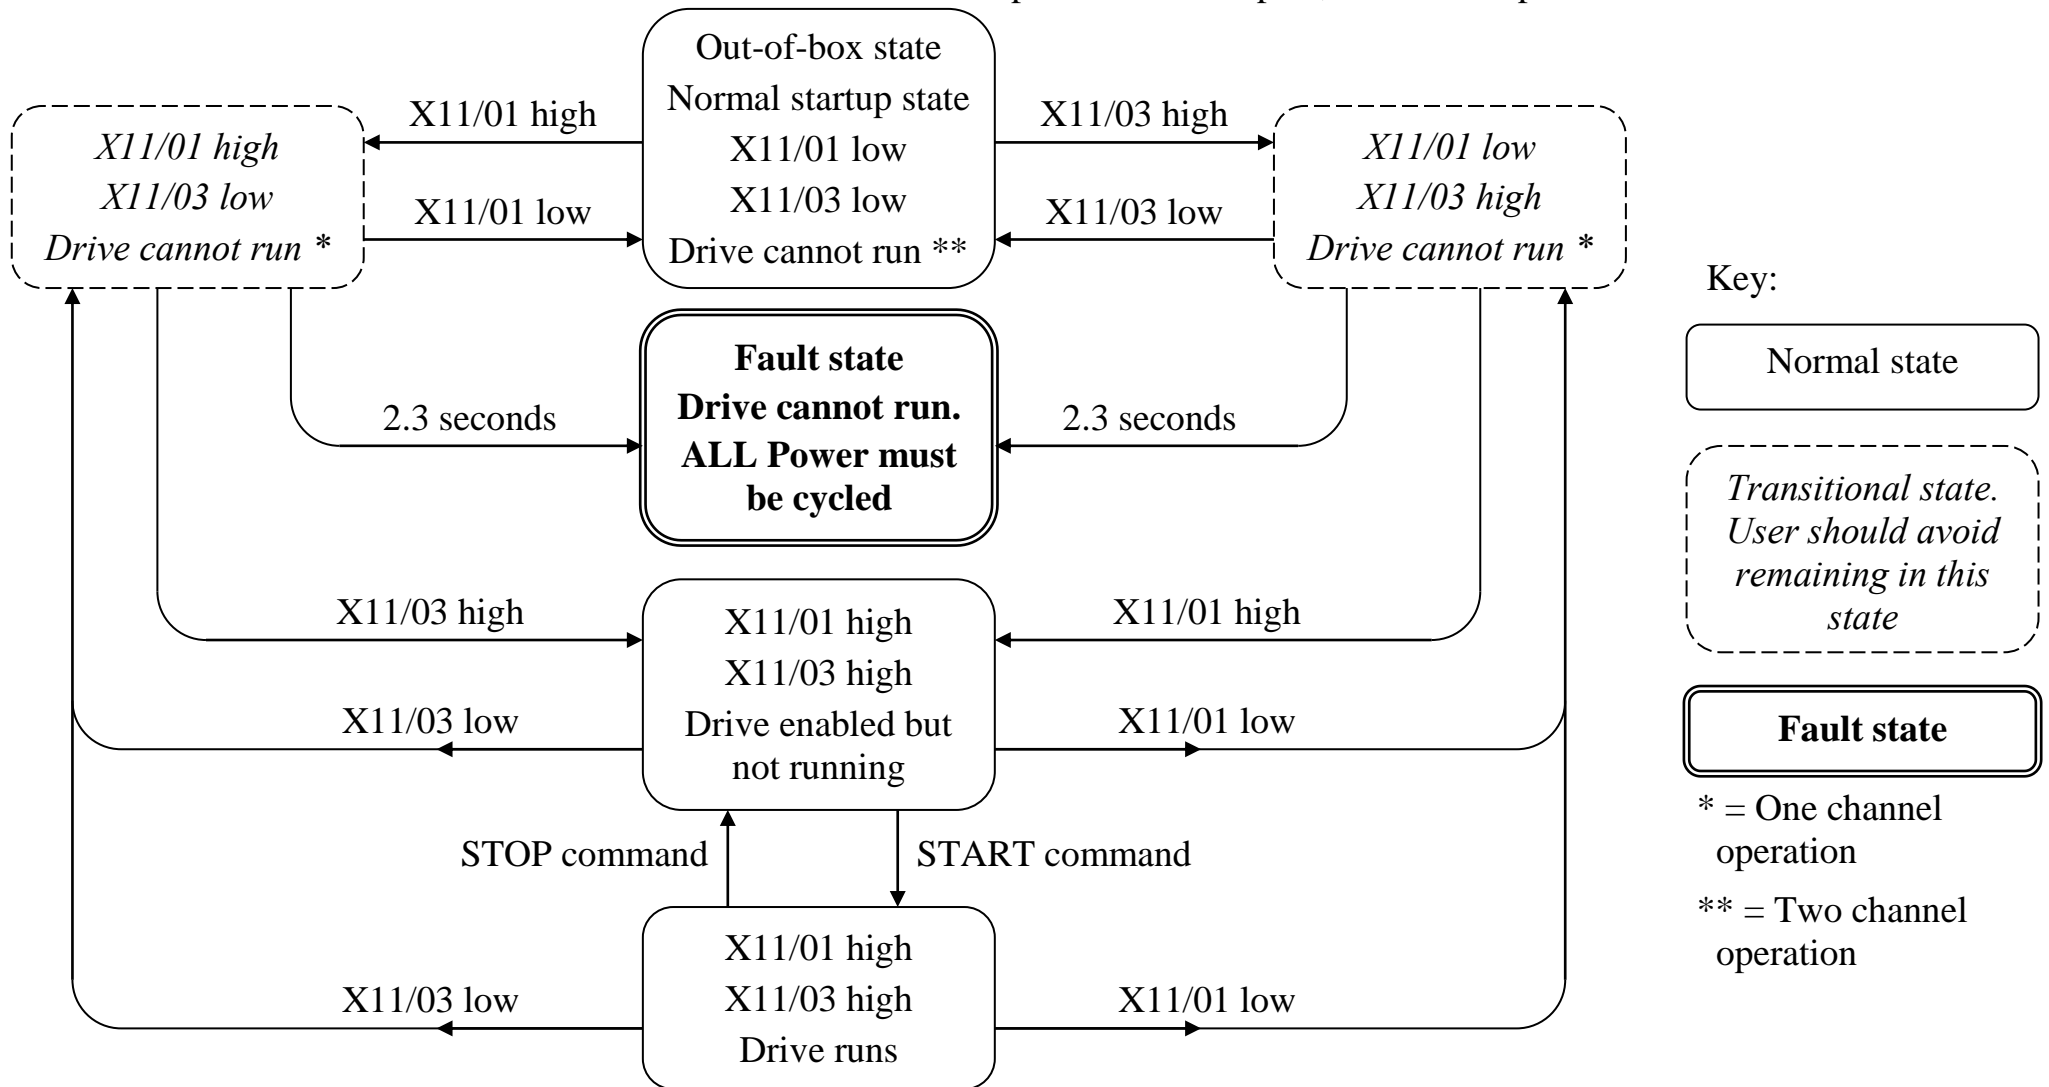 Out-of-box state
Normal startup state
X11/01 low
X11/03 low
Drive cannot run **
X11/01 high
X11/01 low
X11/03 high
X11/03 low
X11/01 high
X11/03 low
Drive cannot run *
X11/01 low
X11/03 high
Drive cannot run *
Fault state
Drive cannot run.
ALL Power must
be cycled
2.3 seconds
2.3 seconds
X11/03 high
X11/01 high
X11/01 high
X11/03 high
Drive enabled but
not running
X11/03 low
X11/01 low
STOP command
START command
X11/01 high
X11/03 high
Drive runs
X11/03 low
X11/01 low
Key:
Normal state
Transitional state.
User should avoid
remaining in this
state
Fault state
* = One channel
operation
** = Two channel
operation